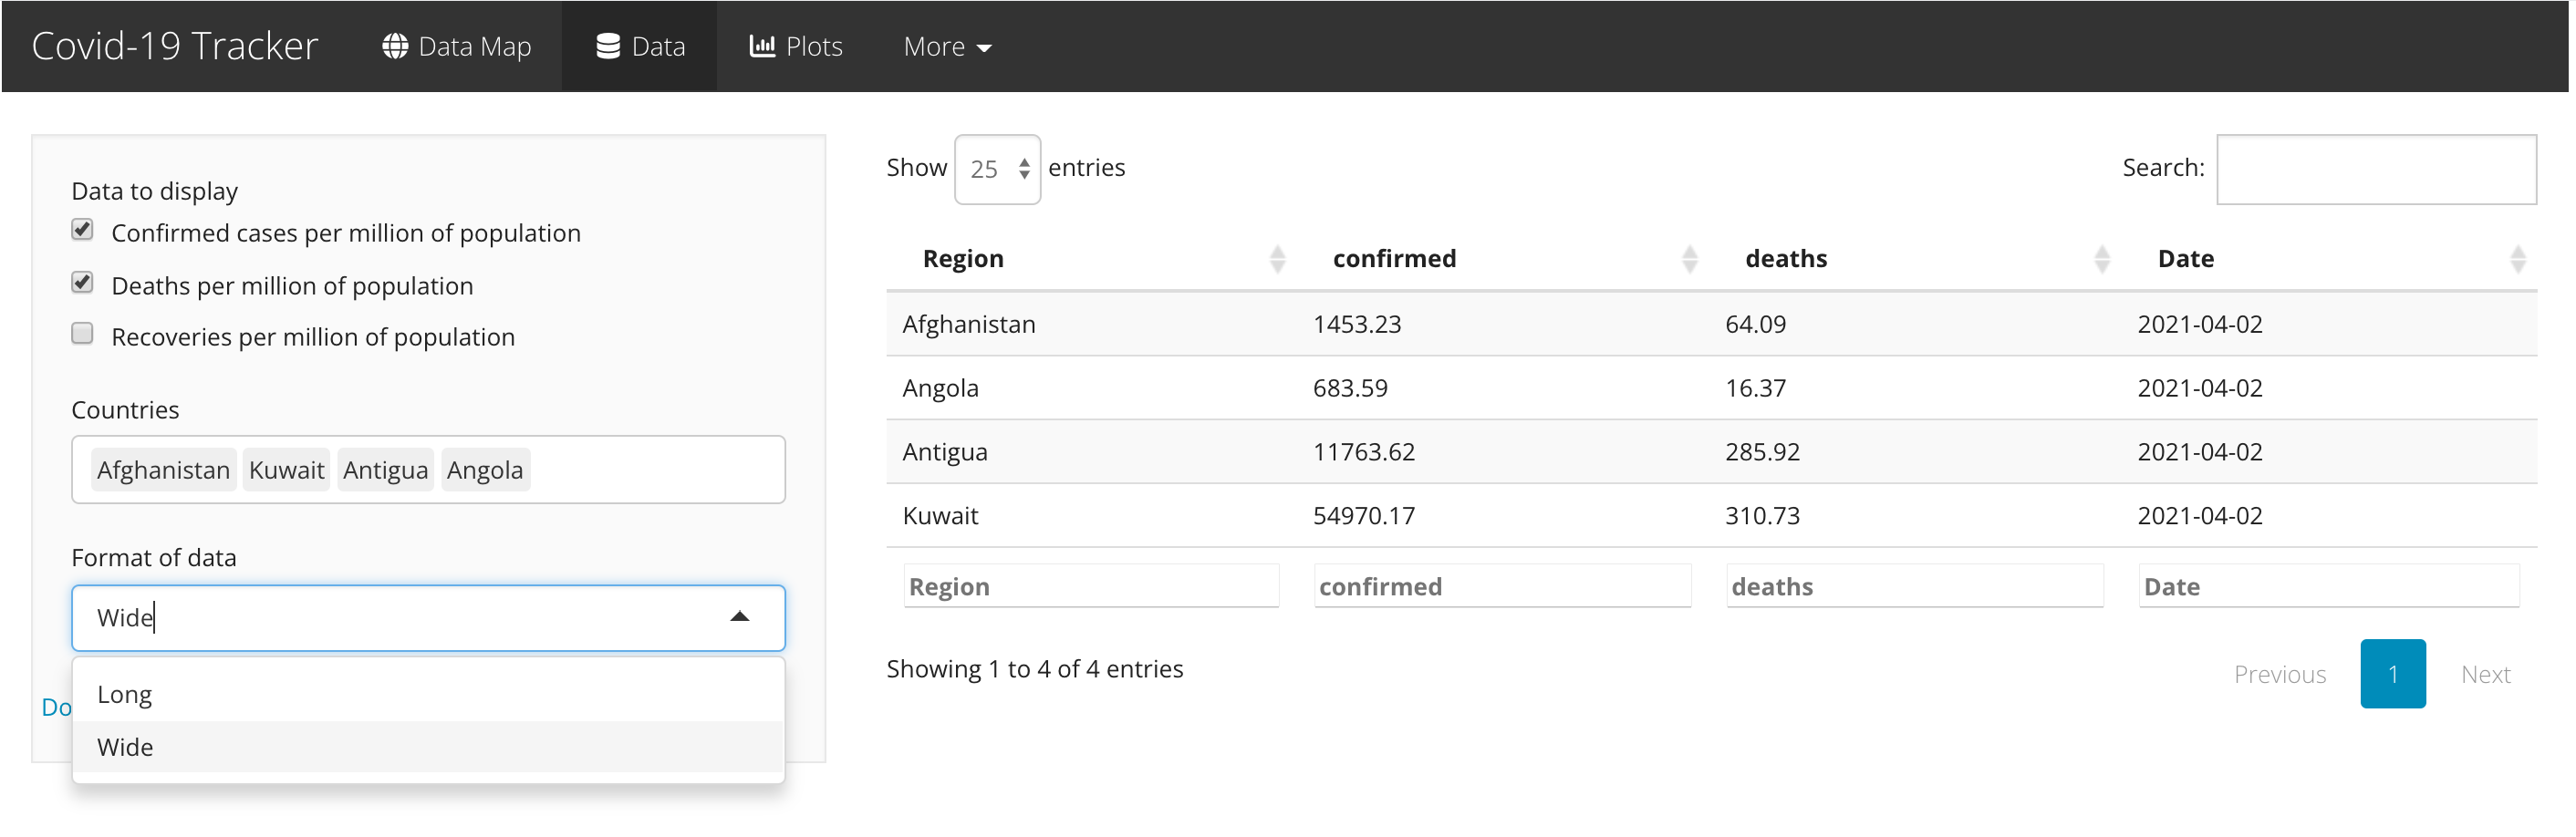 Covid-19 Tracker Data Map Data Plots More
Data to display
Confirmed cases per million of population
Deaths per million of population
Recoveries per million of population
Countries
Afghanistan Kuwait Antigua Angola
Format of data
Wide
Long
Do
Wide
Show 25 entries Search:
Region confirmed deaths Date
Afghanistan 1453.23 64.09 2021-04-02
Angola 683.59 16.37 2021-04-02
Antigua 11763.62 285.92 2021-04-02
Kuwait 54970.17 310.73 2021-04-02
Region confirmed deaths Date
Showing 1 to 4 of 4 entries Previous 1 Next